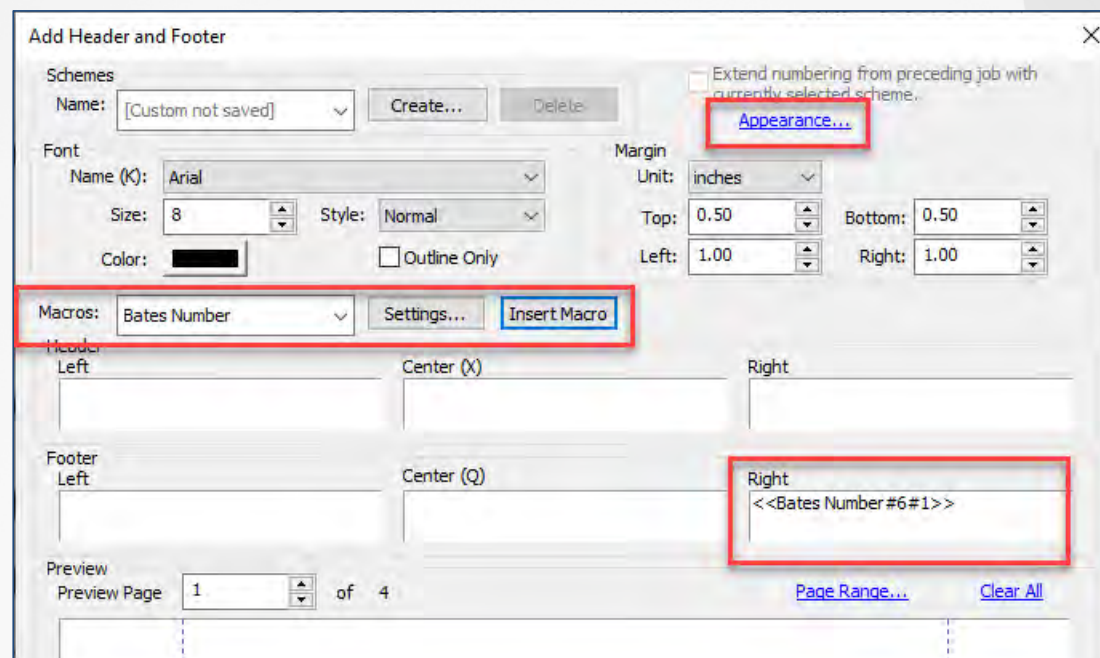 Add Header and Footer
Schemes
Extend numbering from preceding job with
currently selected scheme.
Name: [Custom not saved] Create... Delete
Appearance...
Font
Margin
Name (K): Arial
Unit: inches
Size: 8 Style: Normal
Top: 0.50 Bottom: 0.50
Color: Outline Only
Left: 1.00 Right: 1.00
Macros: Bates Number Settings... Insert Macro
Header
Left Center (X) Right
Footer
Left Center (Q) Right
<<Bates Number#6#1>>
Preview
Preview Page 1 of 4 Page Range... Clear All